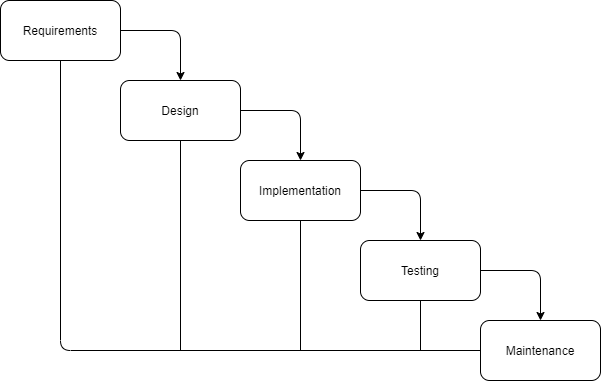 Requirements
Design
Implementation
Testing
Maintenance